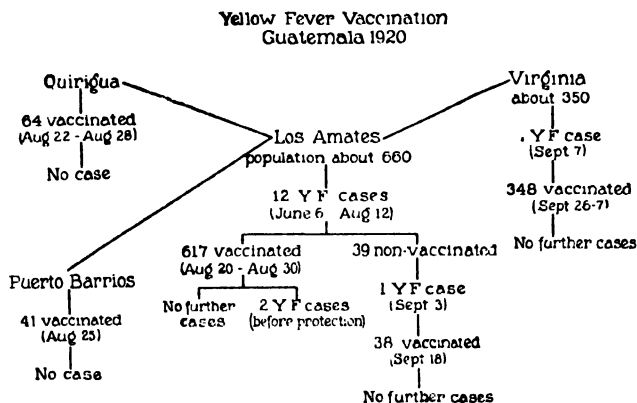 Yellow Fever Vaccination
Guatemala 1920
Quirigua
64 vaccinated
(Aug 22 - Aug 28)
No case
Virginia
about 350
Y F case
(Sept 7)
348 vaccinated
(Sept 26-7)
No further cases
Los Amates
population about 660
12 Y F cases
(June 6 Aug 12)
617 vaccinated
(Aug 20 - Aug 30)
No further
cases
2 Y F cases
(before protection)
39 non-vaccinated
1 Y F case
(Sept 3)
38 vaccinated
(Sept 18)
No further cases
Puerto Barrios
41 vaccinated
(Aug 25)
No case